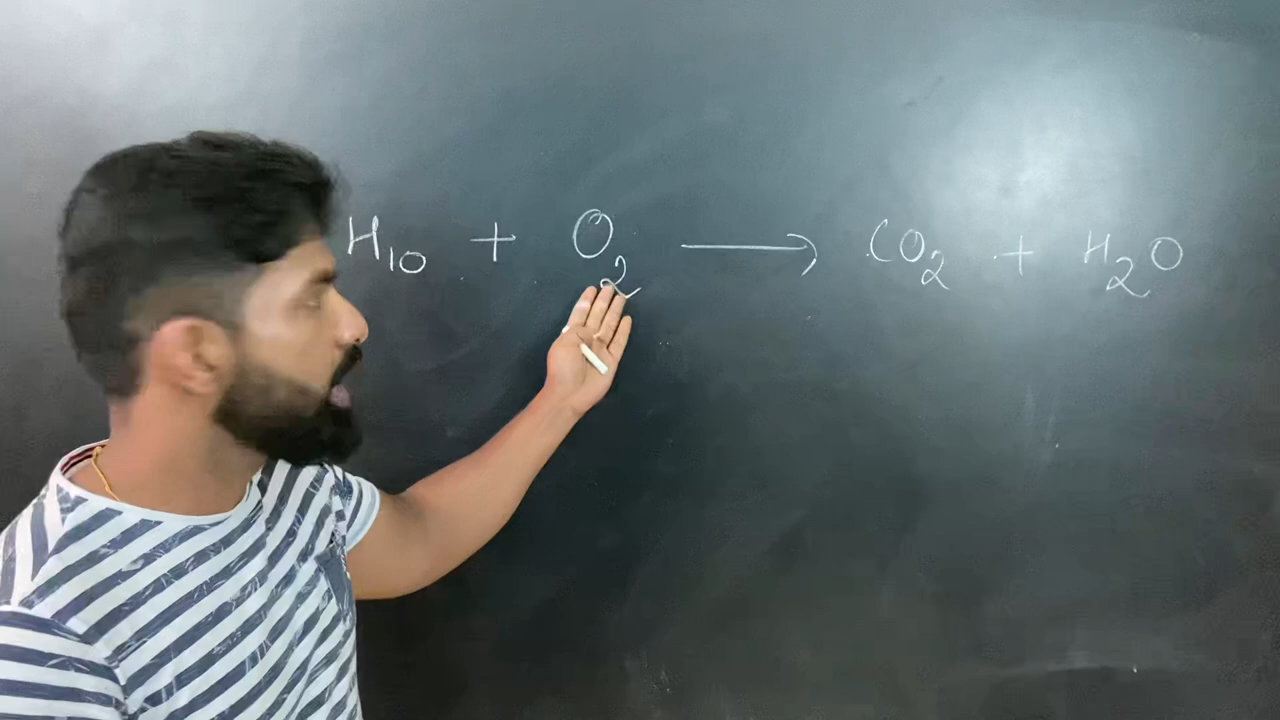 H₁₀ + O₂ → CO₂ + H₂O